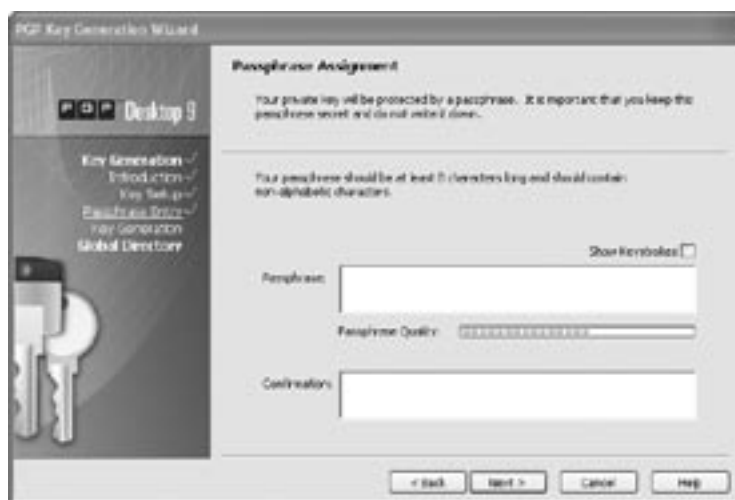 PGP Key Generation Wizard
PGP Desktop 9
Key Generation
Introduction
Key Setup
Passphrase Entry
Key Generation
Global Directory
Passphrase Assignment
Your private key will be protected by a passphrase. It is important that you keep this
passphrase secret and do not write it down.
Your passphrase should be at least 8 characters long and should contain
non-alphabetic characters.
Show Keystrokes
Passphrase:
Passphrase Quality:
Confirmation:
< Back
Next >
Cancel
Help